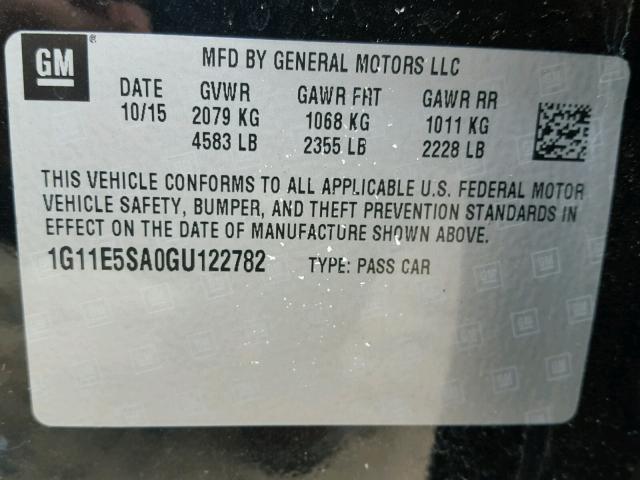 GM
MFD BY GENERAL MOTORS LLC
DATE GVWR GAWR FRT GAWR RR
10/15 2079 KG 1068 KG 1011 KG
4583 LB 2355 LB 2228 LB
THIS VEHICLE CONFORMS TO ALL APPLICABLE U.S. FEDERAL MOTOR
VEHICLE SAFETY, BUMPER, AND THEFT PREVENTION STANDARDS IN
EFFECT ON THE DATE OF MANUFACTURE SHOWN ABOVE.
1G11E5SA0GU122782 TYPE: PASS CAR